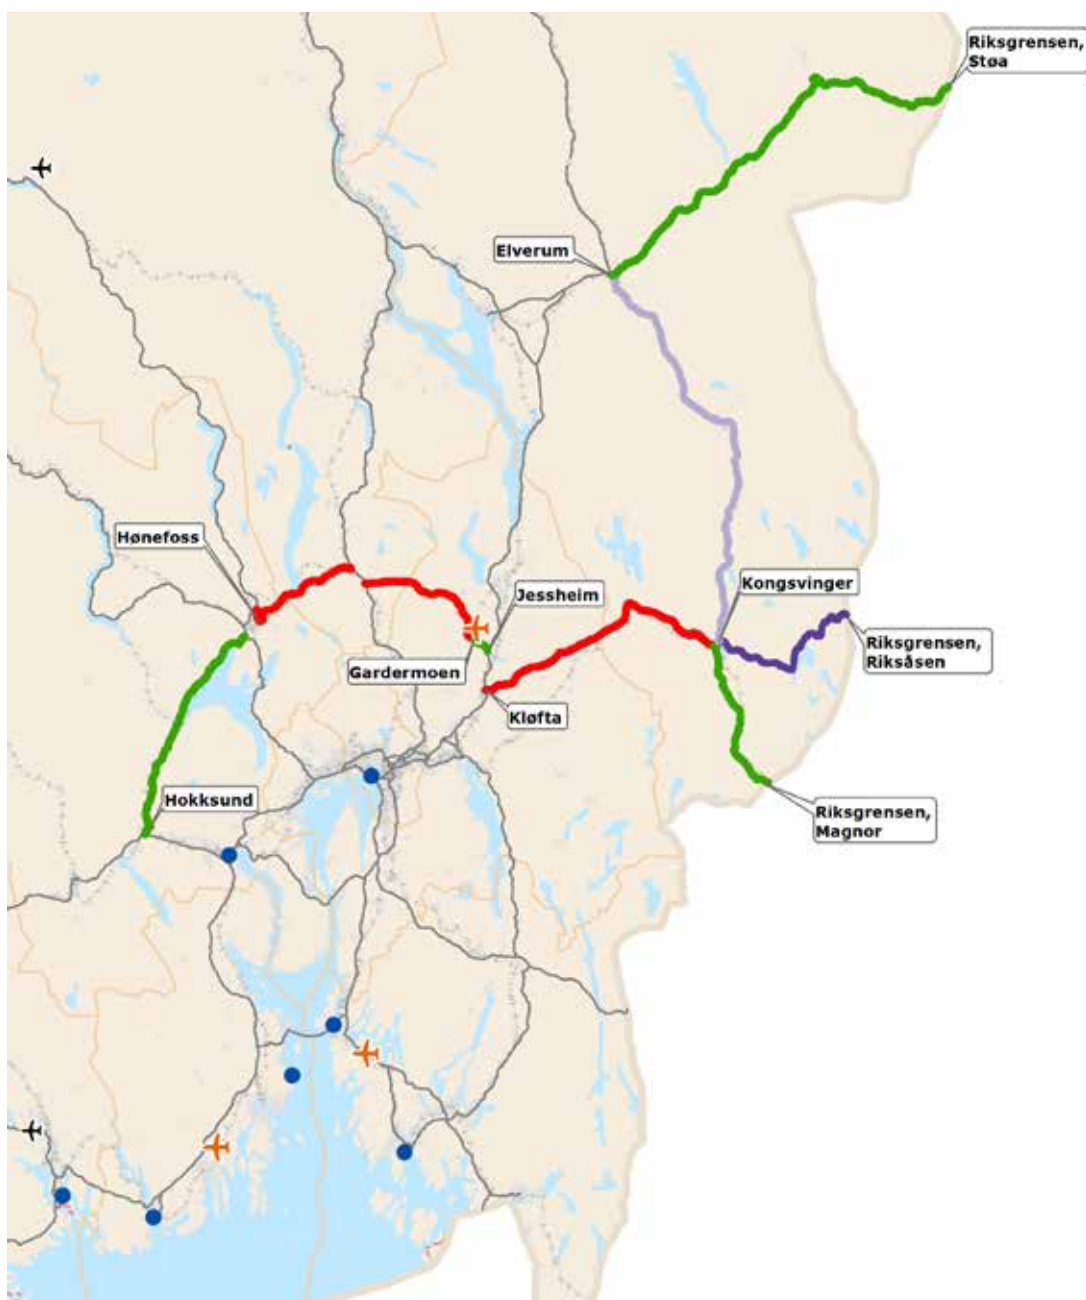 Riksgrensen,
Støa
Elverum
Hønefoss
Jessheim
Kongsvinger
Riksgrensen,
Riksåsen
Gardermoen
Kløfta
Hokksund
Riksgrensen,
Magnor